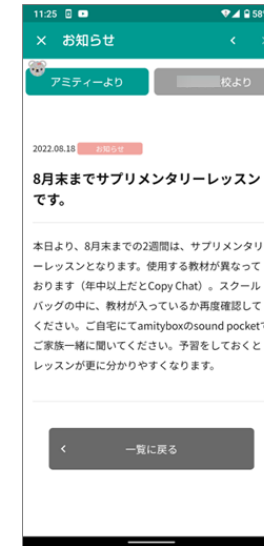 11:25 58%
× お知らせ
アミティーより
校より
2022.08.18 お知らせ
8月末までサプリメンタリーレッスン
です。
本日より、8月末までの2週間は、サプリメンタリ
ーレッスンとなります。使用する教材が異なって
おります（年中以上だとCopy Chat）。スクール
バッグの中に、教材が入っているか再度確認して
ください。ご自宅にてamityboxのsound pocketで
ご家族一緒に聞いてください。予習をしておくと
レッスンが更に分かりやすくなります。
一覧に戻る